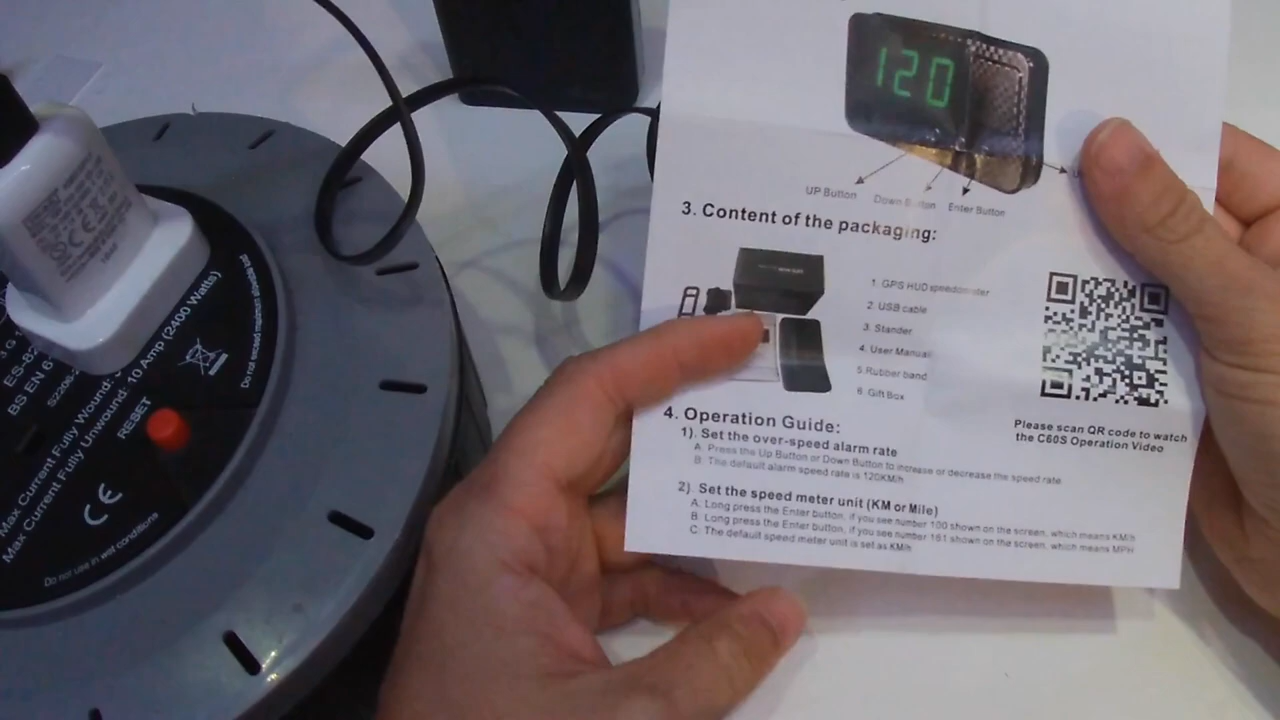 120
UP Button
Down Button
Enter Button
3. Content of the packaging:
1. GPS HUD speedometer
2. USB cable
3. Stander
4. User Manual
5.Rubber band
6. Gift Box
Please scan QR code to watch
the C60S Operation Video
4. Operation Guide:
1). Set the over-speed alarm rate
A. Press the Up Button or Down Button to increase or decrease the speed rate
B. The default alarm speed rate is 120KM/h
2). Set the speed meter unit (KM or Mile)
A: Long press the Enter button, if you see number 100 shown on the screen, which means KM/h
B: Long press the Enter button, if you see number 161 shown on the screen, which means MPH
C: The default speed meter unit is set as KM/h
BS EN 6
Max Current Fully Wound:
Max Current Fully Unwound: 10 Amp (2400 Watts)
RESET
CE
Do not use in wet conditions